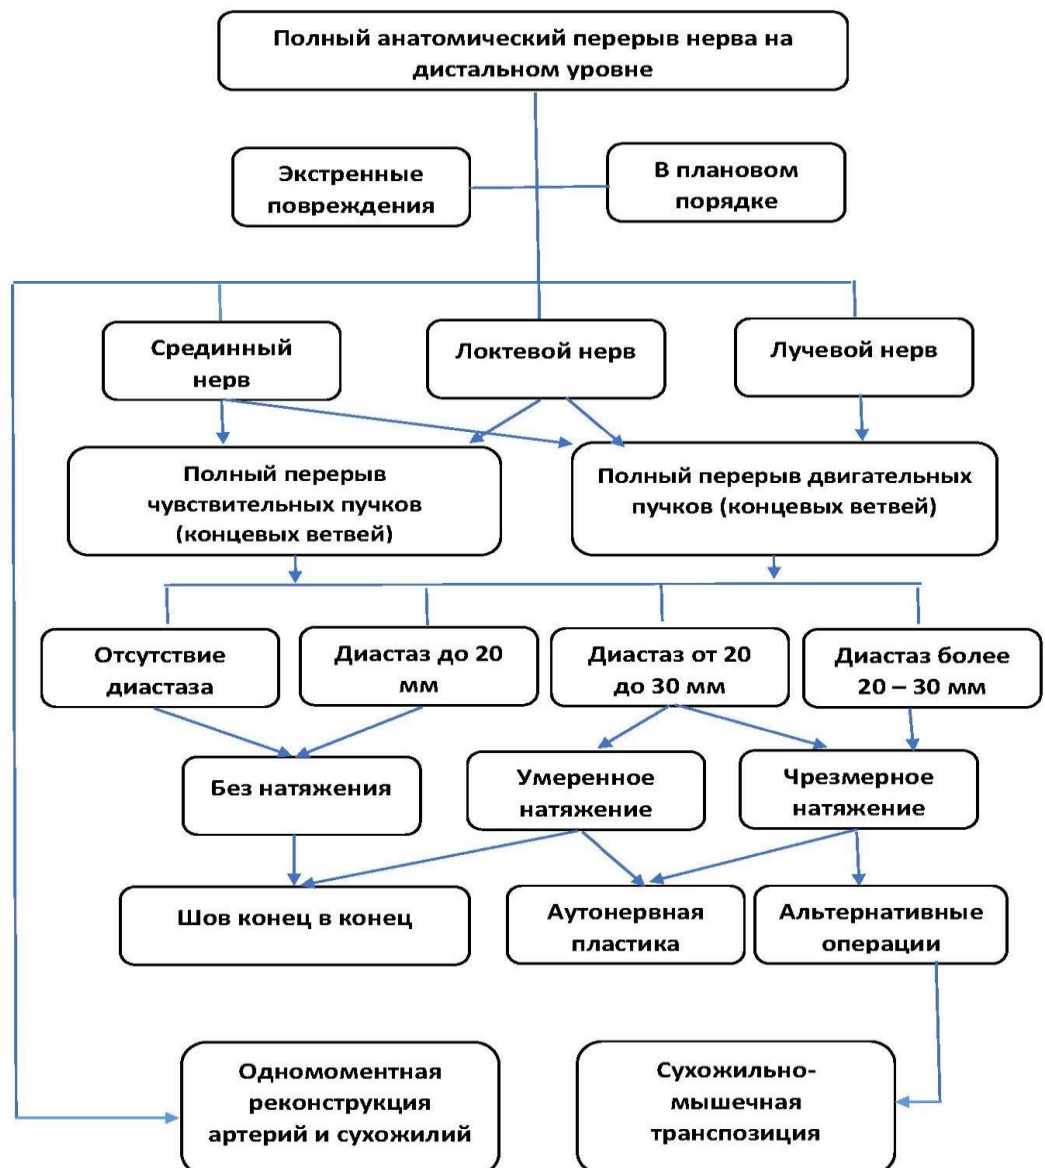 Полный анатомический перерыв нерва на
дистальном уровне
Экстренные
повреждения
В плановом
порядке
Срединный
нерв
Локтевой нерв
Лучевой нерв
Полный перерыв
чувствительных пучков
(концевых ветвей)
Полный перерыв двигательных
пучков (концевых ветвей)
Отсутствие
диастаза
Диастаз до 20
мм
Диастаз от 20
до 30 мм
Диастаз более
20 – 30 мм
Без натяжения
Умеренное
натяжение
Чрезмерное
натяжение
Шов конец в конец
Аутонервная
пластика
Альтернативные
операции
Одномоментная
реконструкция
артерий и сухожилий
Сухожильно-
мышечная
транспозиция